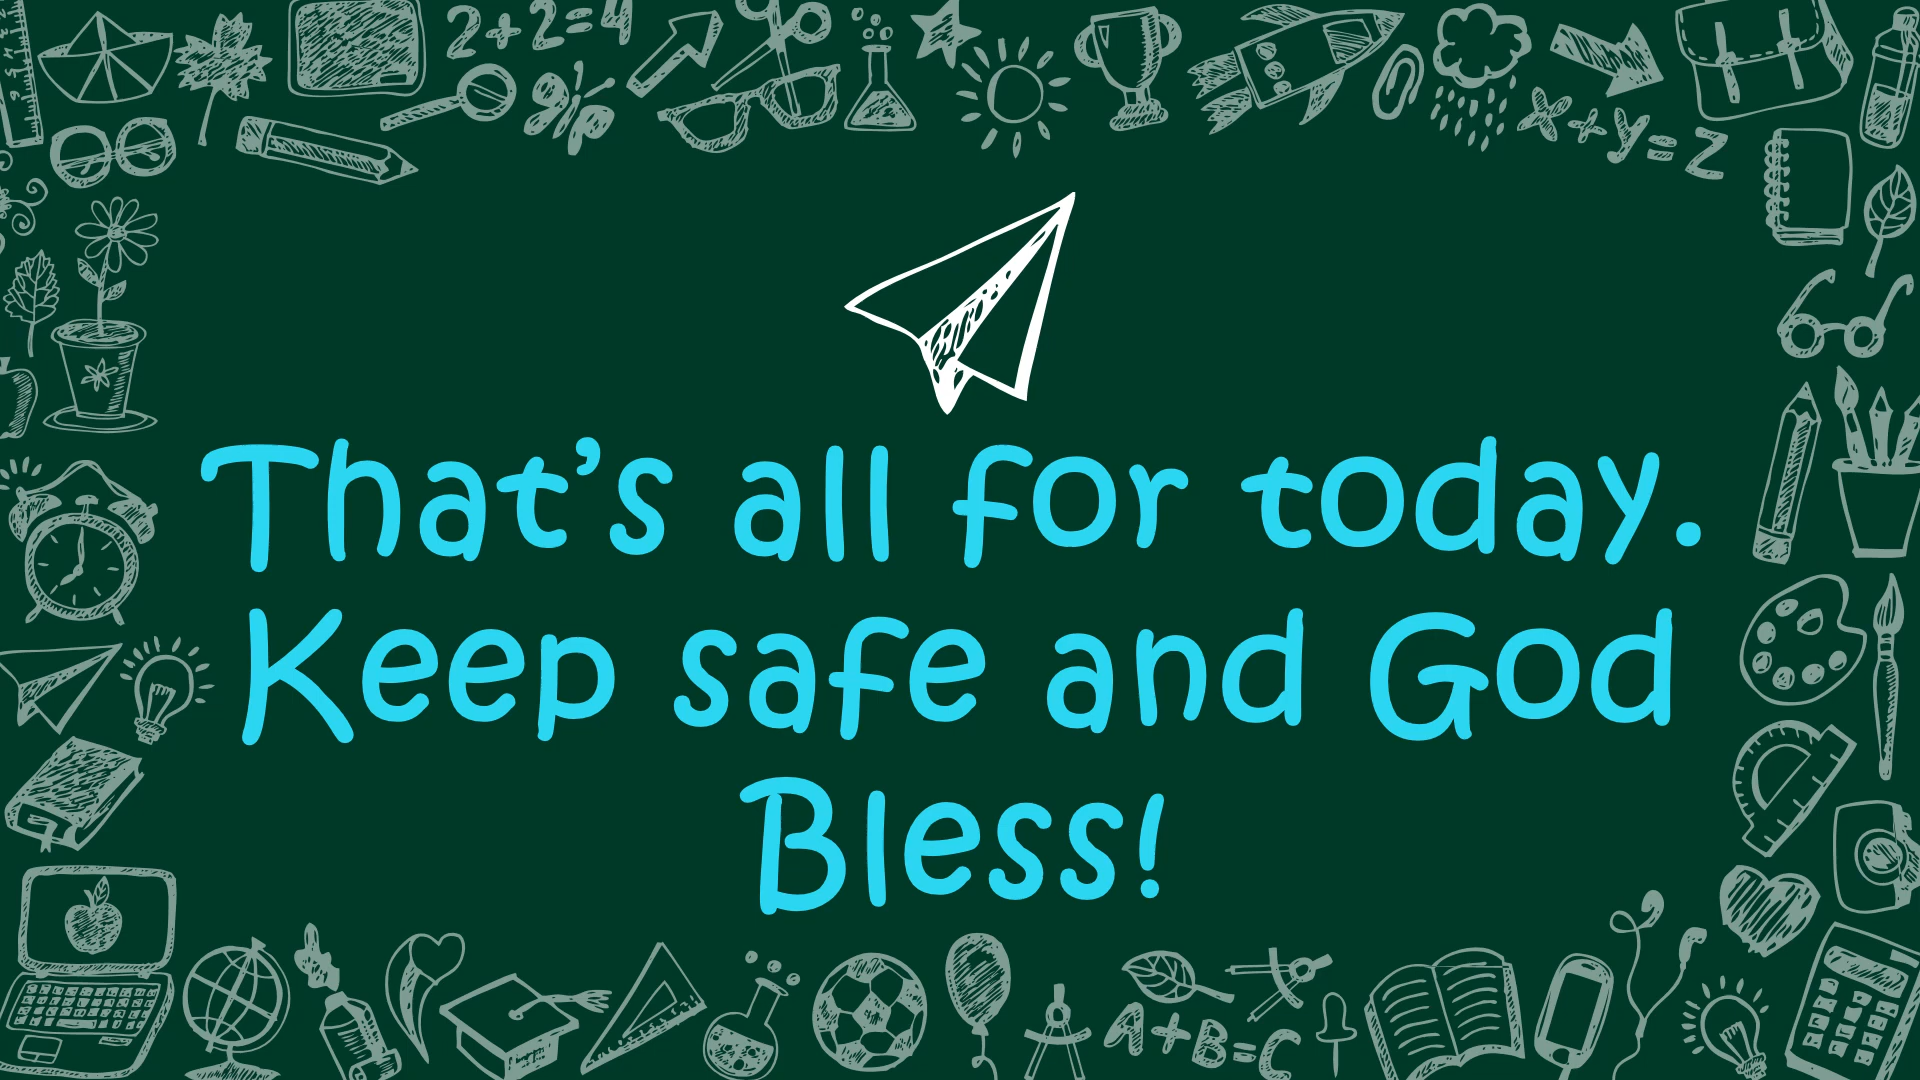 2+2=4
x+y=z
That's all for today.
Keep safe and God
Bless!
A+B=C